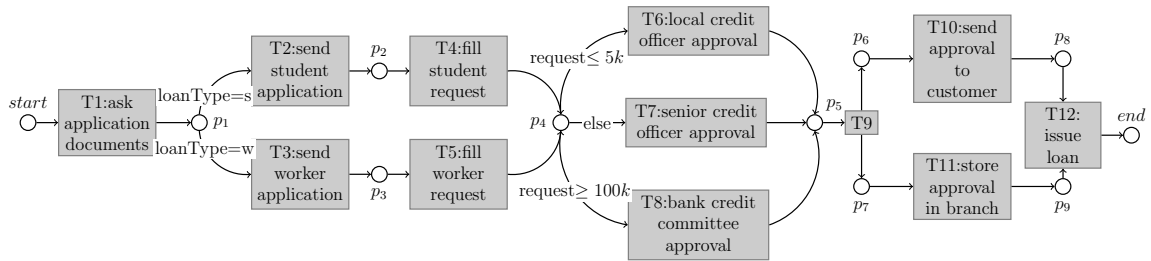 start
T1:ask
application
documents
loanType=s
p1
loanType=w
T2:send
student
application
p2
T4:fill
student
request
T3:send
worker
application
p3
T5:fill
worker
request
p4
request≤ 5k
else
request≥ 100k
T6:local credit
officer approval
T7:senior credit
officer approval
T8:bank credit
committee
approval
p5
T9
p6
T10:send
approval
to
customer
p8
p7
T11:store
approval
in branch
p9
T12:
issue
loan
end